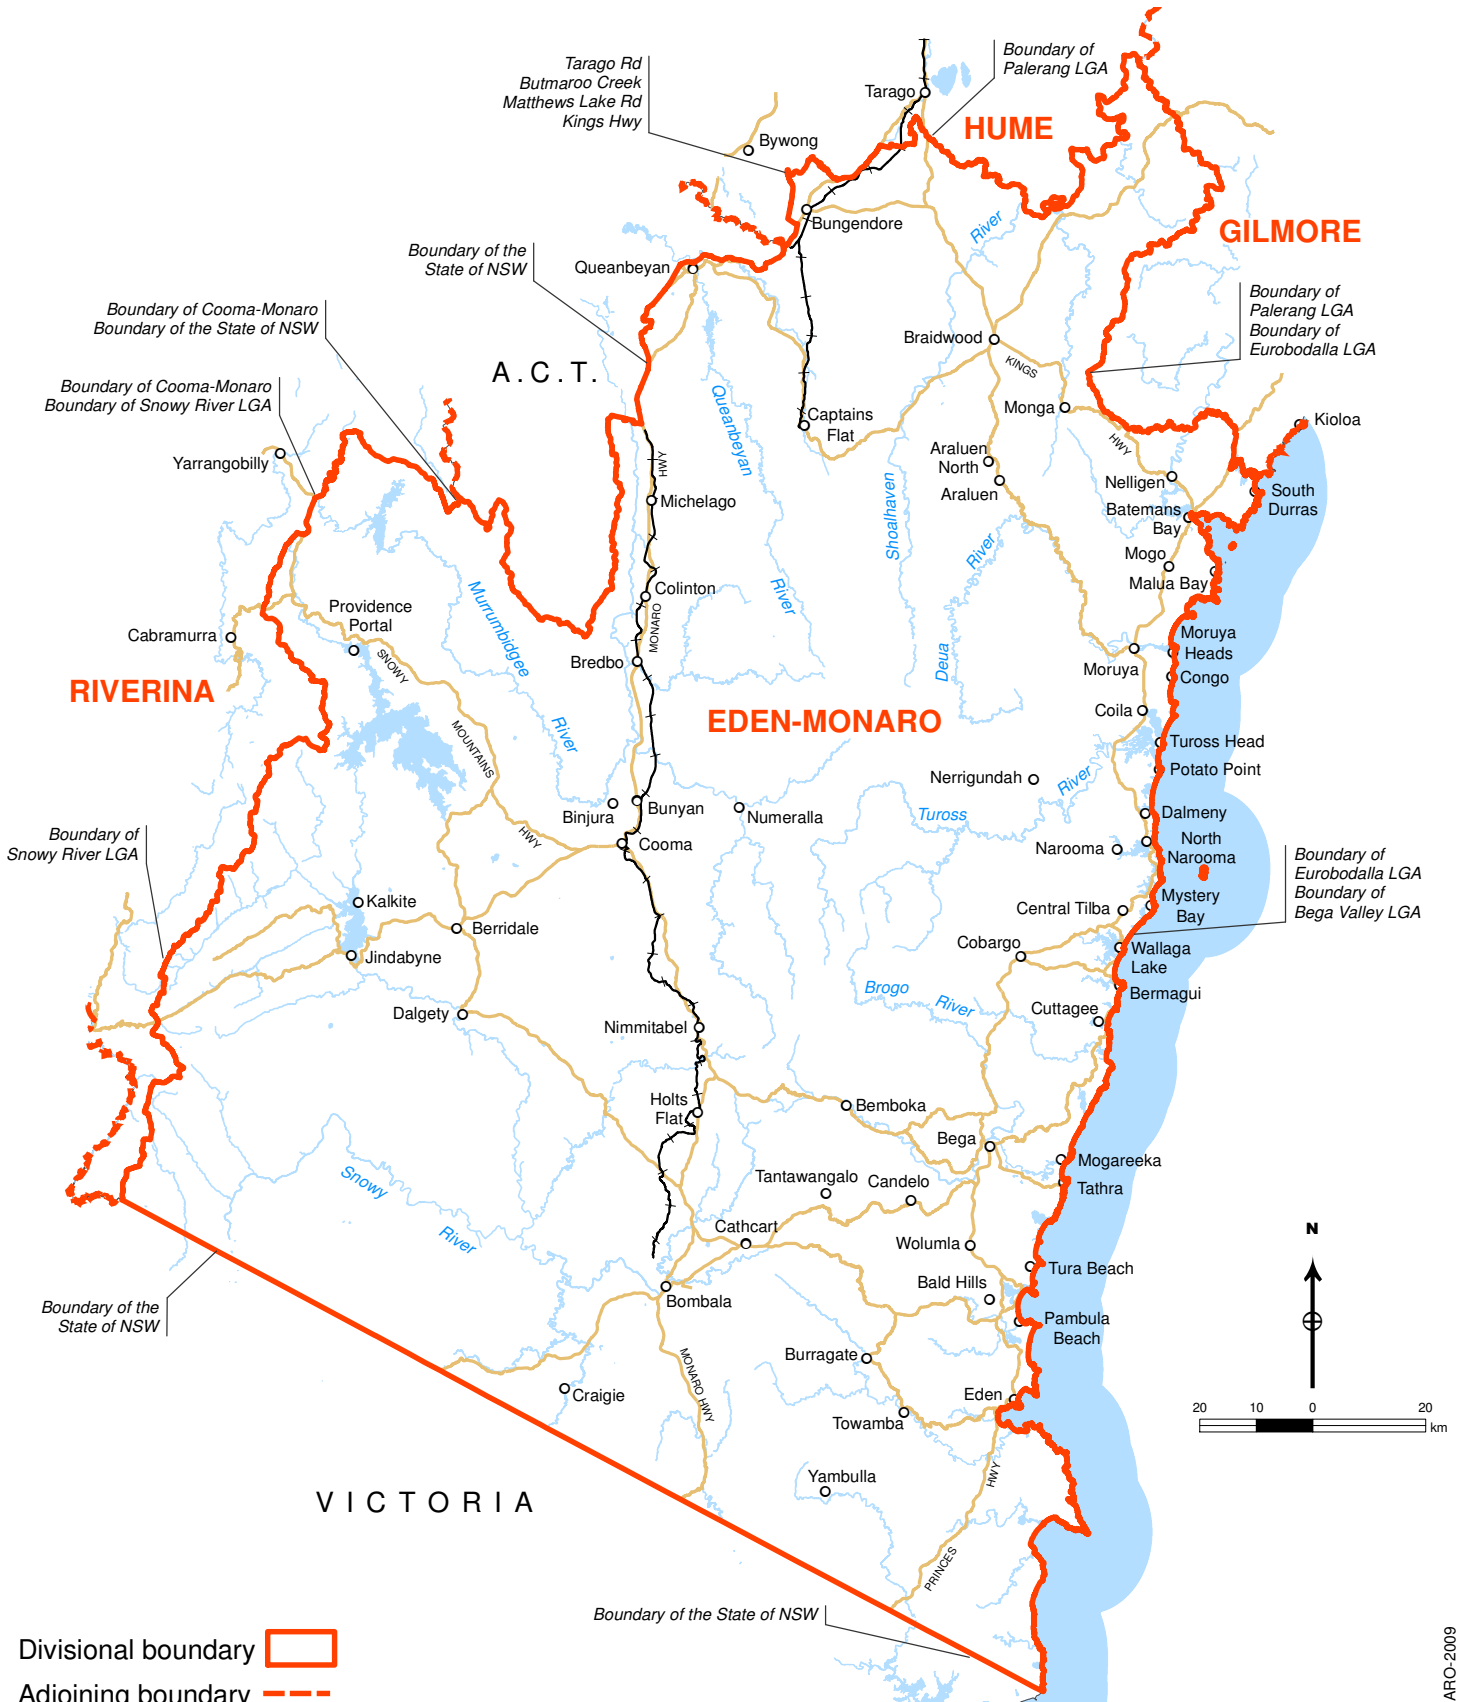 Tarago Rd
Butmaroo Creek
Matthews Lake Rd
Kings Hwy
Boundary of
Palerang LGA
Tarago
HUME
Bywong
River
Bungendore
GILMORE
Boundary of the
State of NSW
Queanbeyan
Boundary of
Palerang LGA
Boundary of
Eurobodalla LGA
Boundary of Cooma-Monaro
Boundary of the State of NSW
Braidwood
KINGS
A.C.T.
Boundary of Cooma-Monaro
Boundary of Snowy River LGA
Queanbeyan
Captains
Flat
Monga
HWY
Kioloa
Yarrangobilly
HWY
Araluen
North
Araluen
Nelligen
South
Durras
Michelago
Shoalhaven
Batemans
Bay
River
Mogo
Malua Bay
Murrumbidgee
Colinton
River
Providence
Portal
MONARO
Cabramurra
SNOWY
Bredbo
Deua
Moruya
Heads
Moruya
Congo
RIVERINA
EDEN-MONARO
Coila
River
MOUNTAINS
Tuross Head
Nerrigundah
River
Potato Point
Binjura
Bunyan
Numeralla
Tuross
Dalmeny
HWY
Cooma
Narooma
North
Narooma
Boundary of
Snowy River LGA
Boundary of
Eurobodalla LGA
Boundary of
Bega Valley LGA
Kalkite
Central Tilba
Mystery
Bay
Berridale
Cobargo
Jindabyne
Wallaga
Lake
Brogo
River
Bermagui
Dalgety
Cuttagee
Nimmitabel
Holts
Flat
Bemboka
Bega
Mogareeka
Snowy
Tantawangalo
Candelo
Tathra
Cathcart
River
Wolumla
N
Tura Beach
Bald Hills
Boundary of the
State of NSW
Bombala
Pambula
Beach
Burragate
MONARO HWY
Craigie
Eden
Towamba
20 10 0 20
km
HWY
Yambulla
VICTORIA
PRINCES
Boundary of the State of NSW
Divisional boundary
Adjoining boundary
ARO-2009